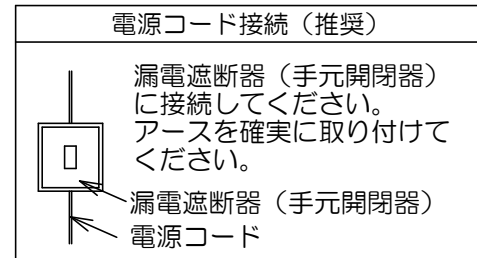 電源コード接続（推奨）
漏電遮断器（手元開閉器）
に接続してください。
アースを確実に取り付けて
ください。
漏電遮断器（手元開閉器）
電源コード